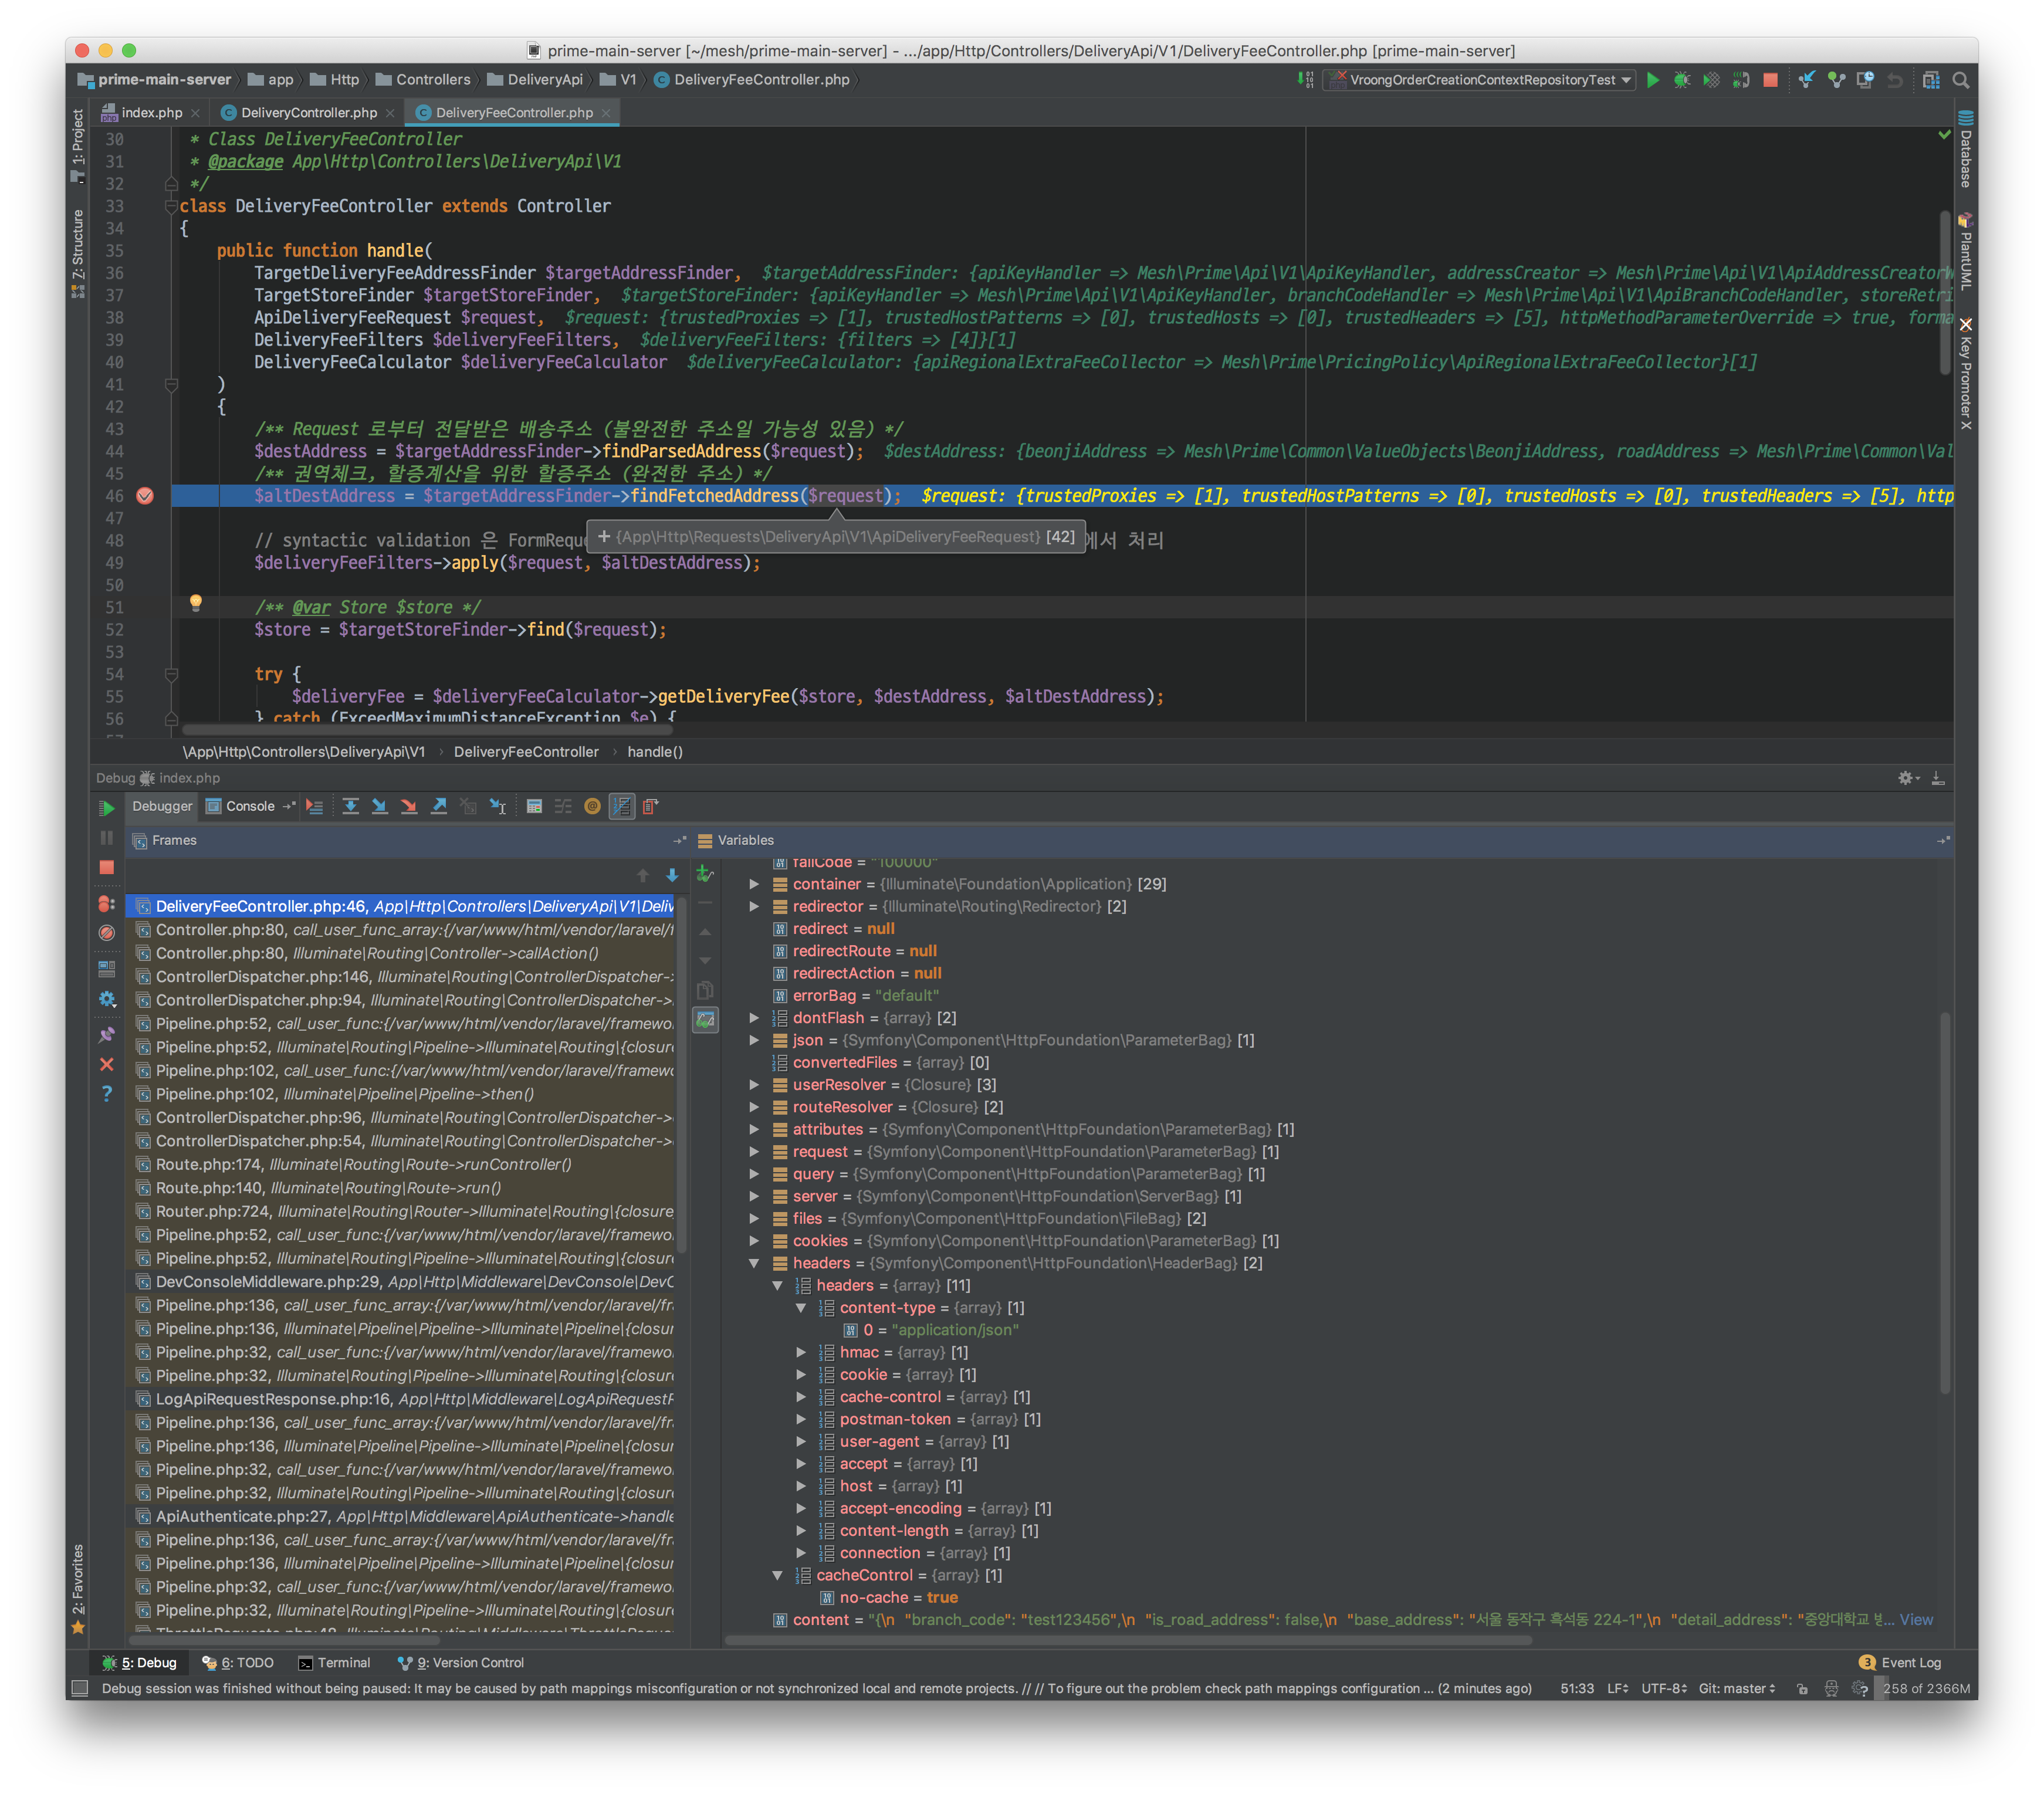 prime-main-server [~/mesh/prime-main-server] - .../app/Http/Controllers/DeliveryApi/V1/DeliveryFeeController.php [prime-main-server]
prime-main-server app Http Controllers DeliveryApi V1 DeliveryFeeController.php VroongOrderCreationContextRepositoryTest
index.php DeliveryController.php DeliveryFeeController.php
1: Project
Z: Structure
2: Favorites
Database
PlantUML
Key Promoter X
30 * Class DeliveryFeeController
31 * @package App\Http\Controllers\DeliveryApi\V1
32 */
33 class DeliveryFeeController extends Controller
34 {
35 public function handle(
36 TargetDeliveryFeeAddressFinder $targetAddressFinder, $targetAddressFinder: {apiKeyHandler => Mesh\Prime\Api\V1\ApiKeyHandler, addressCreator => Mesh\Prime\Api\V1\ApiAddressCreator
37 TargetStoreFinder $targetStoreFinder, $targetStoreFinder: {apiKeyHandler => Mesh\Prime\Api\V1\ApiKeyHandler, branchCodeHandler => Mesh\Prime\Api\V1\ApiBranchCodeHandler, storeRetri
38 ApiDeliveryFeeRequest $request, $request: {trustedProxies => [1], trustedHostPatterns => [0], trustedHosts => [0], trustedHeaders => [5], httpMethodParameterOverride => true, forma
39 DeliveryFeeFilters $deliveryFeeFilters, $deliveryFeeFilters: {filters => [4]}[1]
40 DeliveryFeeCalculator $deliveryFeeCalculator $deliveryFeeCalculator: {apiRegionalExtraFeeCollector => Mesh\Prime\PricingPolicy\ApiRegionalExtraFeeCollector}[1]
41 )
42 {
43 /** Request 로부터 전달받은 배송주소 (불완전한 주소일 가능성 있음) */
44 $destAddress = $targetAddressFinder->findParsedAddress($request); $destAddress: {beonjiAddress => Mesh\Prime\Common\ValueObjects\BeonjiAddress, roadAddress => Mesh\Prime\Common\Val
45 /** 권역체크, 할증계산을 위한 할증주소 (완전한 주소) */
46 $altDestAddress = $targetAddressFinder->findFetchedAddress($request); $request: {trustedProxies => [1], trustedHostPatterns => [0], trustedHosts => [0], trustedHeaders => [5], http
47
48 // syntactic validation 은 FormReque + {App\Http\Requests\DeliveryApi\V1\ApiDeliveryFeeRequest} [42] 에서 처리
49 $deliveryFeeFilters->apply($request, $altDestAddress);
50
51 /** @var Store $store */
52 $store = $targetStoreFinder->find($request);
53
54 try {
55 $deliveryFee = $deliveryFeeCalculator->getDeliveryFee($store, $destAddress, $altDestAddress);
56 } catch (ExceedMaximumDistanceException $e) {
\App\Http\Controllers\DeliveryApi\V1 › DeliveryFeeController › handle()
Debug index.php
Debugger Console
Frames
DeliveryFeeController.php:46, App|Http|Controllers|DeliveryApi|V1|Deliv
Controller.php:80, call_user_func_array:{/var/www/html/vendor/laravel/f
Controller.php:80, Illuminate|Routing|Controller->callAction()
ControllerDispatcher.php:146, Illuminate|Routing|ControllerDispatcher->
ControllerDispatcher.php:94, Illuminate|Routing|ControllerDispatcher->
Pipeline.php:52, call_user_func:{/var/www/html/vendor/laravel/framewo
Pipeline.php:52, Illuminate|Routing|Pipeline->Illuminate|Routing|{closure
Pipeline.php:102, call_user_func:{/var/www/html/vendor/laravel/framewo
Pipeline.php:102, Illuminate|Pipeline|Pipeline->then()
ControllerDispatcher.php:96, Illuminate|Routing|ControllerDispatcher->
ControllerDispatcher.php:54, Illuminate|Routing|ControllerDispatcher->
Route.php:174, Illuminate|Routing|Route->runController()
Route.php:140, Illuminate|Routing|Route->run()
Router.php:724, Illuminate|Routing|Router->Illuminate|Routing|{closure
Pipeline.php:52, call_user_func:{/var/www/html/vendor/laravel/framewo
Pipeline.php:52, Illuminate|Routing|Pipeline->Illuminate|Routing|{closur
DevConsoleMiddleware.php:29, App|Http|Middleware|DevConsole|DevC
Pipeline.php:136, call_user_func_array:{/var/www/html/vendor/laravel/fra
Pipeline.php:136, Illuminate|Pipeline|Pipeline->Illuminate|Pipeline|{closur
Pipeline.php:32, call_user_func:{/var/www/html/vendor/laravel/framewo
Pipeline.php:32, Illuminate|Routing|Pipeline->Illuminate|Routing|{closur
LogApiRequestResponse.php:16, App|Http|Middleware|LogApiRequestR
Pipeline.php:136, call_user_func_array:{/var/www/html/vendor/laravel/fra
Pipeline.php:136, Illuminate|Pipeline|Pipeline->Illuminate|Pipeline|{closur
Pipeline.php:32, call_user_func:{/var/www/html/vendor/laravel/framewo
Pipeline.php:32, Illuminate|Routing|Pipeline->Illuminate|Routing|{closur
ApiAuthenticate.php:27, App|Http|Middleware|ApiAuthenticate->handle
Pipeline.php:136, call_user_func_array:{/var/www/html/vendor/laravel/fra
Pipeline.php:136, Illuminate|Pipeline|Pipeline->Illuminate|Pipeline|{closur
Pipeline.php:32, call_user_func:{/var/www/html/vendor/laravel/framewo
Pipeline.php:32, Illuminate|Routing|Pipeline->Illuminate|Routing|{closur
Variables
failCode = "100000"
container = {Illuminate\Foundation\Application} [29]
redirector = {Illuminate\Routing\Redirector} [2]
redirect = null
redirectRoute = null
redirectAction = null
errorBag = "default"
dontFlash = {array} [2]
json = {Symfony\Component\HttpFoundation\ParameterBag} [1]
convertedFiles = {array} [0]
userResolver = {Closure} [3]
routeResolver = {Closure} [2]
attributes = {Symfony\Component\HttpFoundation\ParameterBag} [1]
request = {Symfony\Component\HttpFoundation\ParameterBag} [1]
query = {Symfony\Component\HttpFoundation\ParameterBag} [1]
server = {Symfony\Component\HttpFoundation\ServerBag} [1]
files = {Symfony\Component\HttpFoundation\FileBag} [2]
cookies = {Symfony\Component\HttpFoundation\ParameterBag} [1]
headers = {Symfony\Component\HttpFoundation\HeaderBag} [2]
headers = {array} [11]
content-type = {array} [1]
0 = "application/json"
hmac = {array} [1]
cookie = {array} [1]
cache-control = {array} [1]
postman-token = {array} [1]
user-agent = {array} [1]
accept = {array} [1]
host = {array} [1]
accept-encoding = {array} [1]
content-length = {array} [1]
connection = {array} [1]
cacheControl = {array} [1]
no-cache = true
content = "{\n "branch_code": "test123456",\n "is_road_address": false,\n "base_address": "서울 동작구 흑석동 224-1",\n "detail_address": "중앙대학교 병... View
5: Debug 6: TODO Terminal 9: Version Control 3 Event Log
Debug session was finished without being paused: It may be caused by path mappings misconfiguration or not synchronized local and remote projects. // // To figure out the problem check path mappings configuration ... (2 minutes ago) 51:33 LF UTF-8 Git: master 258 of 2366M